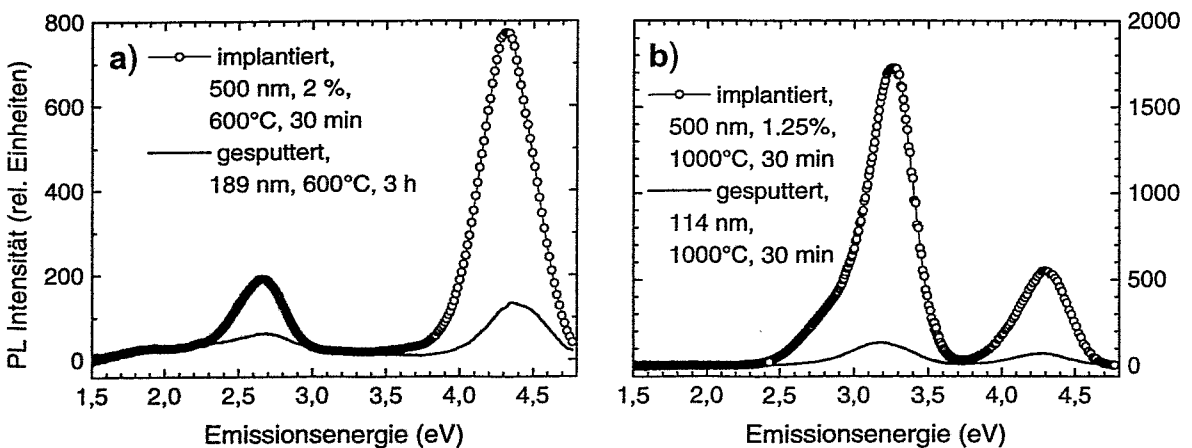 PL Intensität (rel. Einheiten)
800
600
400
200
0
a)
implantiert,
500 nm, 2 %,
600°C, 30 min
gesputtert,
189 nm, 600°C, 3 h
1,5 2,0 2,5 3,0 3,5 4,0 4,5
Emissionsenergie (eV)
b)
implantiert,
500 nm, 1.25%,
1000°C, 30 min
gesputtert,
114 nm,
1000°C, 30 min
2000
1500
1000
500
0
1,5 2,0 2,5 3,0 3,5 4,0 4,5
Emissionsenergie (eV)